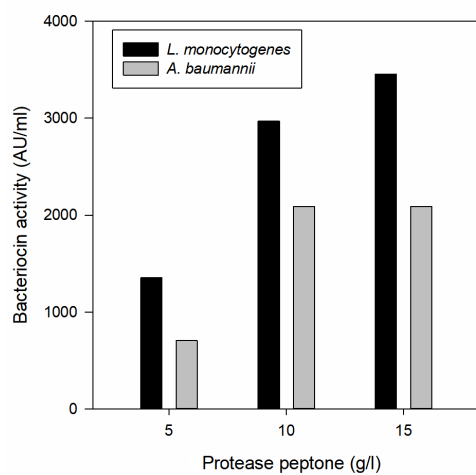 4000
L. monocytogenes
A. baumannii
3000
2000
1000
0
Bacteriocin activity (AU/ml)
5 10 15
Protease peptone (g/l)